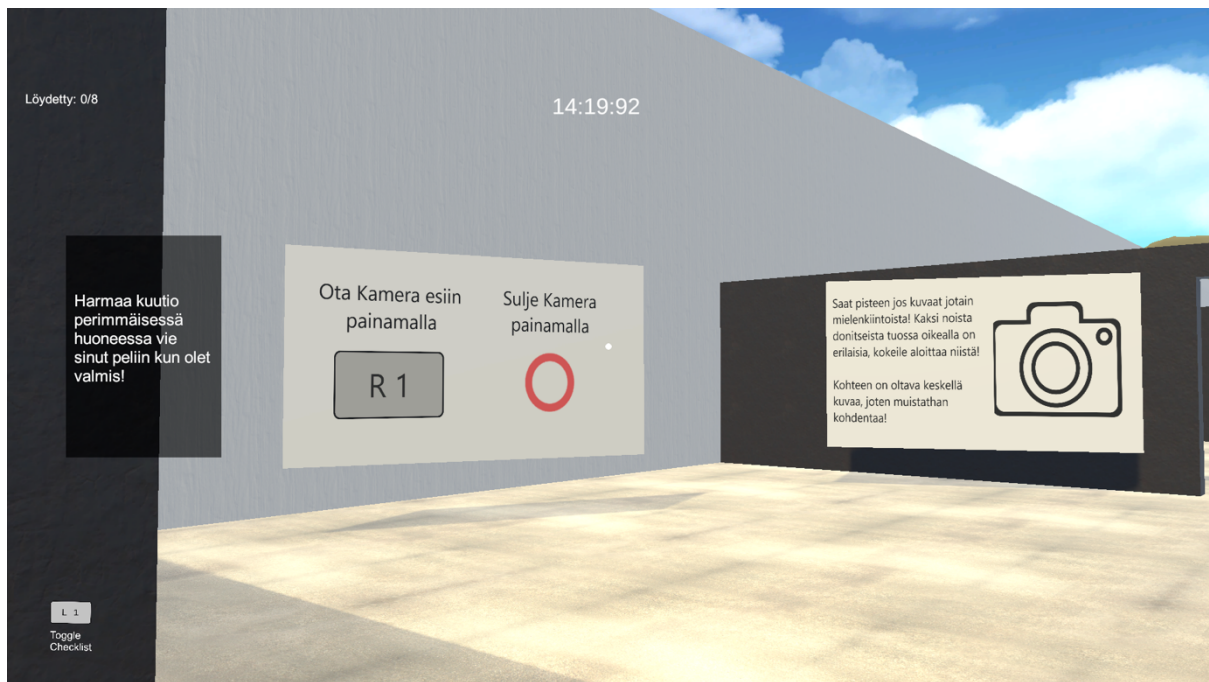 Löydetty: 0/8
14:19:92
Harmaa kuutio
perimmäisessä
huoneessa vie
sinut peliin kun olet
valmis!
Ota Kamera esiin
painamalla
R 1
Sulje Kamera
painamalla
Saat pisteen jos kuvaat jotain
mielenkiintoista! Kaksi noista
donitseista tuossa oikealla on
erilaisia, kokeile aloittaa niistä!
Kohteen on oltava keskellä
kuvaa, joten muistathan
kohdentaa!
L 1
Toggle
Checklist